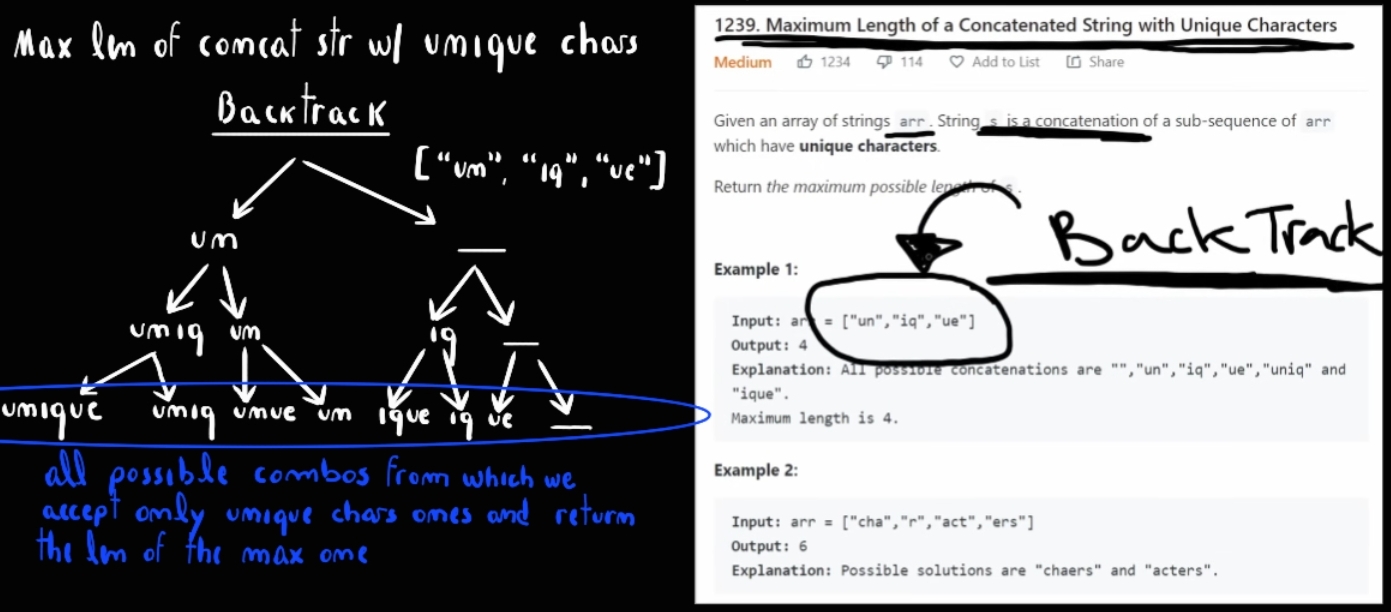 Max len of concat str w/ unique chars
BackTrack
["un", "iq", "ue"]
un __
uniq un iq __
unique uniq unue un ique iq ue __
all possible combos from which we
accept only unique chars ones and return
the len of the max one
1239. Maximum Length of a Concatenated String with Unique Characters
Medium 1234 114 Add to List Share
Given an array of strings arr. String s is a concatenation of a sub-sequence of arr
which have unique characters.
Return the maximum possible length of s.
BackTrack
Example 1:
Input: arr = ["un","iq","ue"]
Output: 4
Explanation: All possible concatenations are "","un","iq","ue","uniq" and
"ique".
Maximum length is 4.
Example 2:
Input: arr = ["cha","r","act","ers"]
Output: 6
Explanation: Possible solutions are "chaers" and "acters".